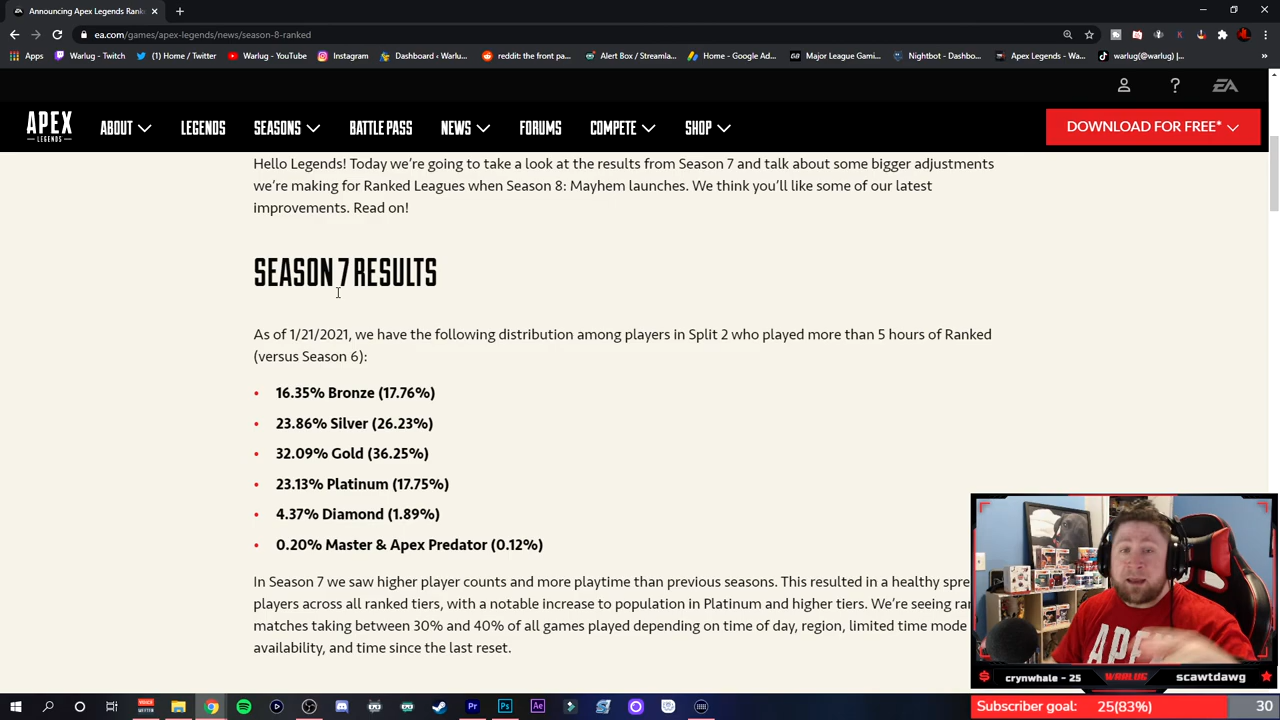 Announcing Apex Legends Rank
ea.com/games/apex-legends/news/season-8-ranked
Apps
Warlug - Twitch
(1) Home / Twitter
Warlug - YouTube
Instagram
Dashboard ‹ Warlu...
reddit: the front pa...
Alert Box / Streamla...
Home - Google Ad...
Major League Gami...
Nightbot - Dashbo...
Apex Legends - Wa...
warlug(@warlug) |...
APEX
LEGENDS
ABOUT
LEGENDS
SEASONS
BATTLE PASS
NEWS
FORUMS
COMPETE
SHOP
EA
DOWNLOAD FOR FREE*
Hello Legends! Today we're going to take a look at the results from Season 7 and talk about some bigger adjustments
we're making for Ranked Leagues when Season 8: Mayhem launches. We think you'll like some of our latest
improvements. Read on!
SEASON 7 RESULTS
As of 1/21/2021, we have the following distribution among players in Split 2 who played more than 5 hours of Ranked
(versus Season 6):
• 16.35% Bronze (17.76%)
• 23.86% Silver (26.23%)
• 32.09% Gold (36.25%)
• 23.13% Platinum (17.75%)
• 4.37% Diamond (1.89%)
• 0.20% Master & Apex Predator (0.12%)
In Season 7 we saw higher player counts and more playtime than previous seasons. This resulted in a healthy spre
players across all ranked tiers, with a notable increase to population in Platinum and higher tiers. We're seeing ran
matches taking between 30% and 40% of all games played depending on time of day, region, limited time mode
availability, and time since the last reset.
APEX
crynwhale - 25
WARLUG
scawtdawg
Subscriber goal:
25(83%)
30